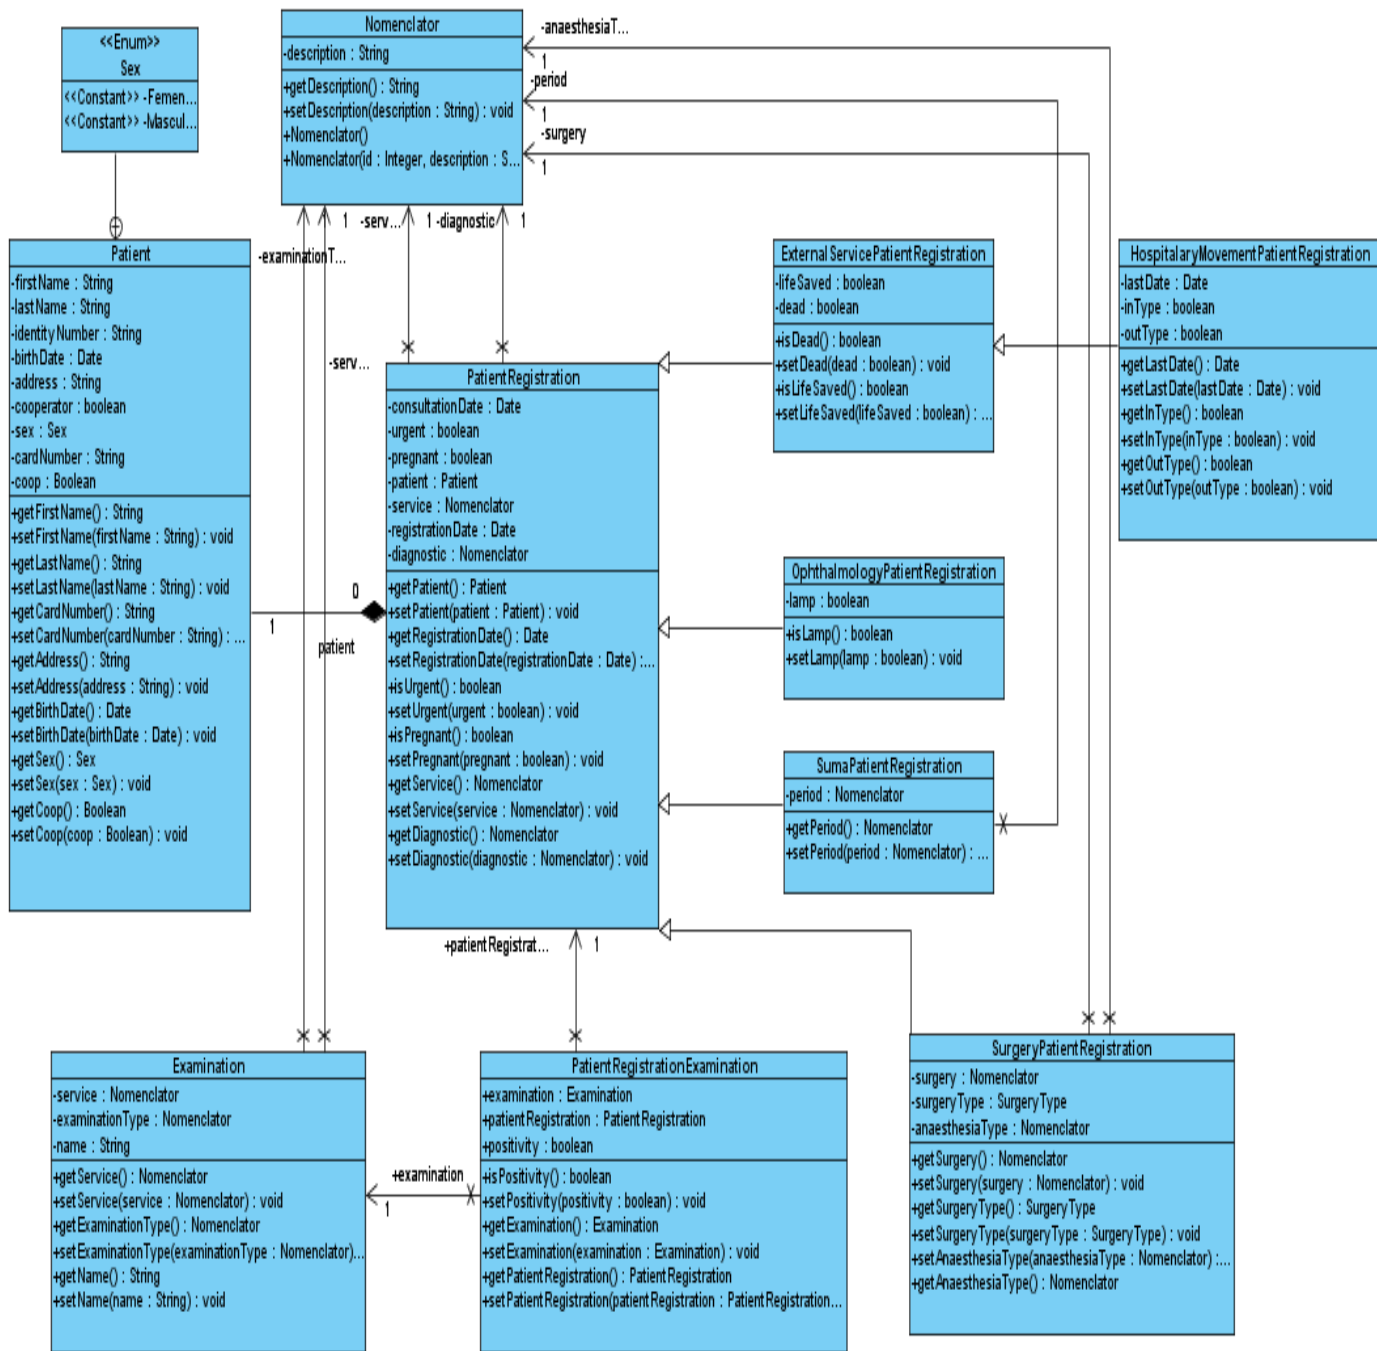 <<Enum>>
Sex
<<Constant>> -Femen...
<<Constant>> -Mascul...
Nomenclator
-description : String
+getDescription() : String
+setDescription(description : String) : void
+Nomenclator()
+Nomenclator(id : Integer, description : S...
-anaesthesiaT...
1
-period
1
-surgery
1
1
-serv...
1
-diagnostic
1
-examinationT...
-serv...
Patient
-firstName : String
-lastName : String
-identityNumber : String
-birthDate : Date
-address : String
-cooperator : boolean
-sex : Sex
-cardNumber : String
-coop : Boolean
+getFirstName() : String
+setFirstName(firstName : String) : void
+getLastName() : String
+setLastName(lastName : String) : void
+getCardNumber() : String
+setCardNumber(cardNumber : String) : ...
+getAddress() : String
+setAddress(address : String) : void
+getBirthDate() : Date
+setBirthDate(birthDate : Date) : void
+getSex() : Sex
+setSex(sex : Sex) : void
+getCoop() : Boolean
+setCoop(coop : Boolean) : void
0
1
patient
PatientRegistration
-consultationDate : Date
-urgent : boolean
-pregnant : boolean
-patient : Patient
-service : Nomenclator
-registrationDate : Date
-diagnostic : Nomenclator
+getPatient() : Patient
+setPatient(patient : Patient) : void
+getRegistrationDate() : Date
+setRegistrationDate(registrationDate : Date) :...
+isUrgent() : boolean
+setUrgent(urgent : boolean) : void
+isPregnant() : boolean
+setPregnant(pregnant : boolean) : void
+getService() : Nomenclator
+setService(service : Nomenclator) : void
+getDiagnostic() : Nomenclator
+setDiagnostic(diagnostic : Nomenclator) : void
+patientRegistrat...
1
ExternalServicePatientRegistration
-lifeSaved : boolean
-dead : boolean
+isDead() : boolean
+setDead(dead : boolean) : void
+isLifeSaved() : boolean
+setLifeSaved(lifeSaved : boolean) : ...
HospitalaryMovementPatientRegistration
-lastDate : Date
-inType : boolean
-outType : boolean
+getLastDate() : Date
+setLastDate(lastDate : Date) : void
+getInType() : boolean
+setInType(inType : boolean) : void
+getOutType() : boolean
+setOutType(outType : boolean) : void
OphthalmologyPatientRegistration
-lamp : boolean
+isLamp() : boolean
+setLamp(lamp : boolean) : void
SumaPatientRegistration
-period : Nomenclator
+getPeriod() : Nomenclator
+setPeriod(period : Nomenclator) : ...
Examination
-service : Nomenclator
-examinationType : Nomenclator
-name : String
+getService() : Nomenclator
+setService(service : Nomenclator) : void
+getExaminationType() : Nomenclator
+setExaminationType(examinationType : Nomenclator)...
+getName() : String
+setName(name : String) : void
+examination
1
PatientRegistrationExamination
+examination : Examination
+patientRegistration : PatientRegistration
+positivity : boolean
+isPositivity() : boolean
+setPositivity(positivity : boolean) : void
+getExamination() : Examination
+setExamination(examination : Examination) : void
+getPatientRegistration() : PatientRegistration
+setPatientRegistration(patientRegistration : PatientRegistration...
SurgeryPatientRegistration
-surgery : Nomenclator
-surgeryType : SurgeryType
-anaesthesiaType : Nomenclator
+getSurgery() : Nomenclator
+setSurgery(surgery : Nomenclator) : void
+getSurgeryType() : SurgeryType
+setSurgeryType(surgeryType : SurgeryType) : void
+setAnaesthesiaType(anaesthesiaType : Nomenclator) :...
+getAnaesthesiaType() : Nomenclator